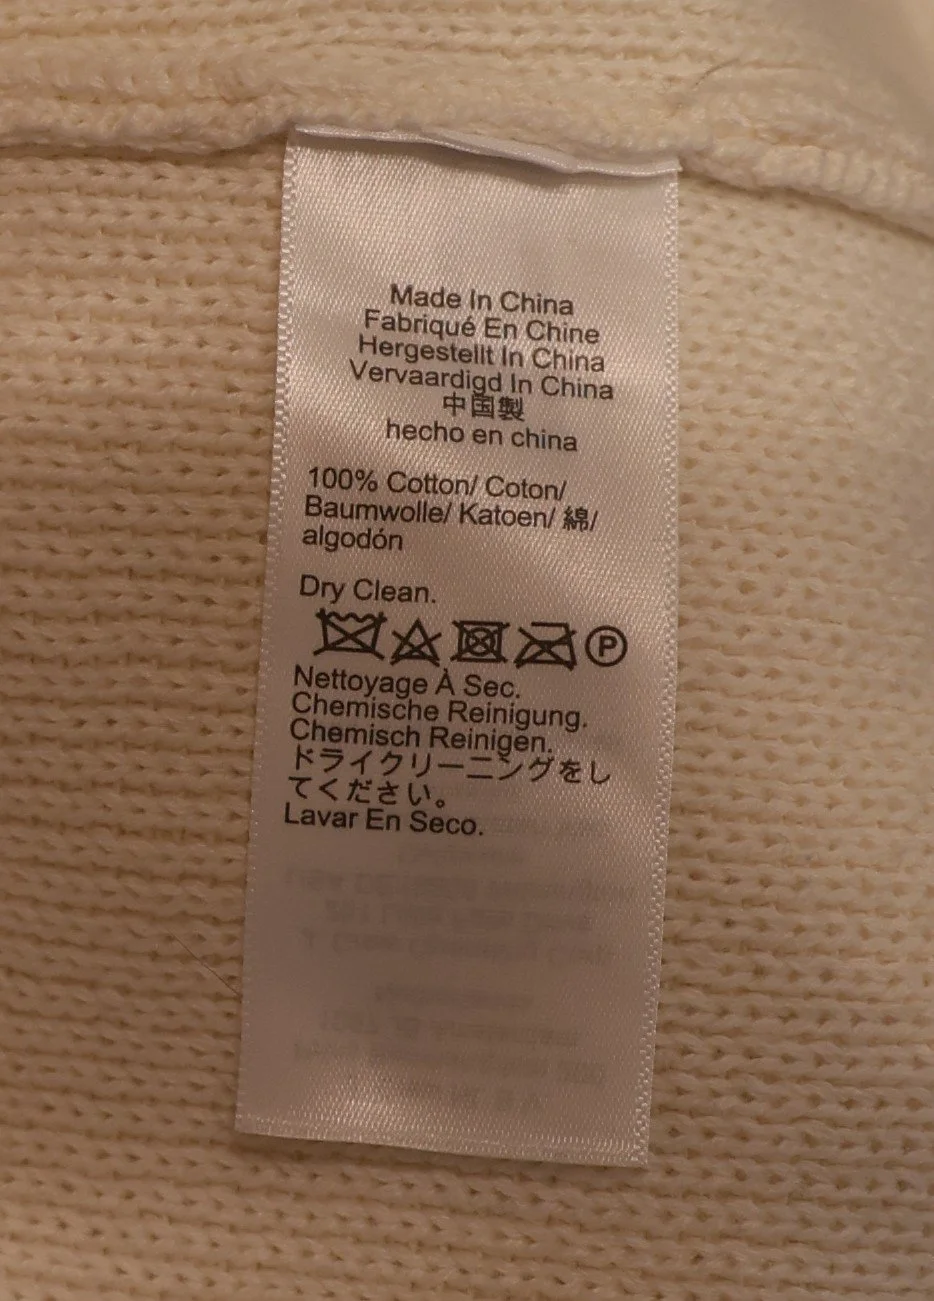 Made In China
Fabriqué En Chine
Hergestellt In China
Vervaardigd In China
中国製
hecho en china
100% Cotton/ Coton/
Baumwolle/ Katoen/ 綿/
algodón
Dry Clean.
P
Nettoyage À Sec.
Chemische Reinigung.
Chemisch Reinigen.
ドライクリーニングをし
てください。
Lavar En Seco.